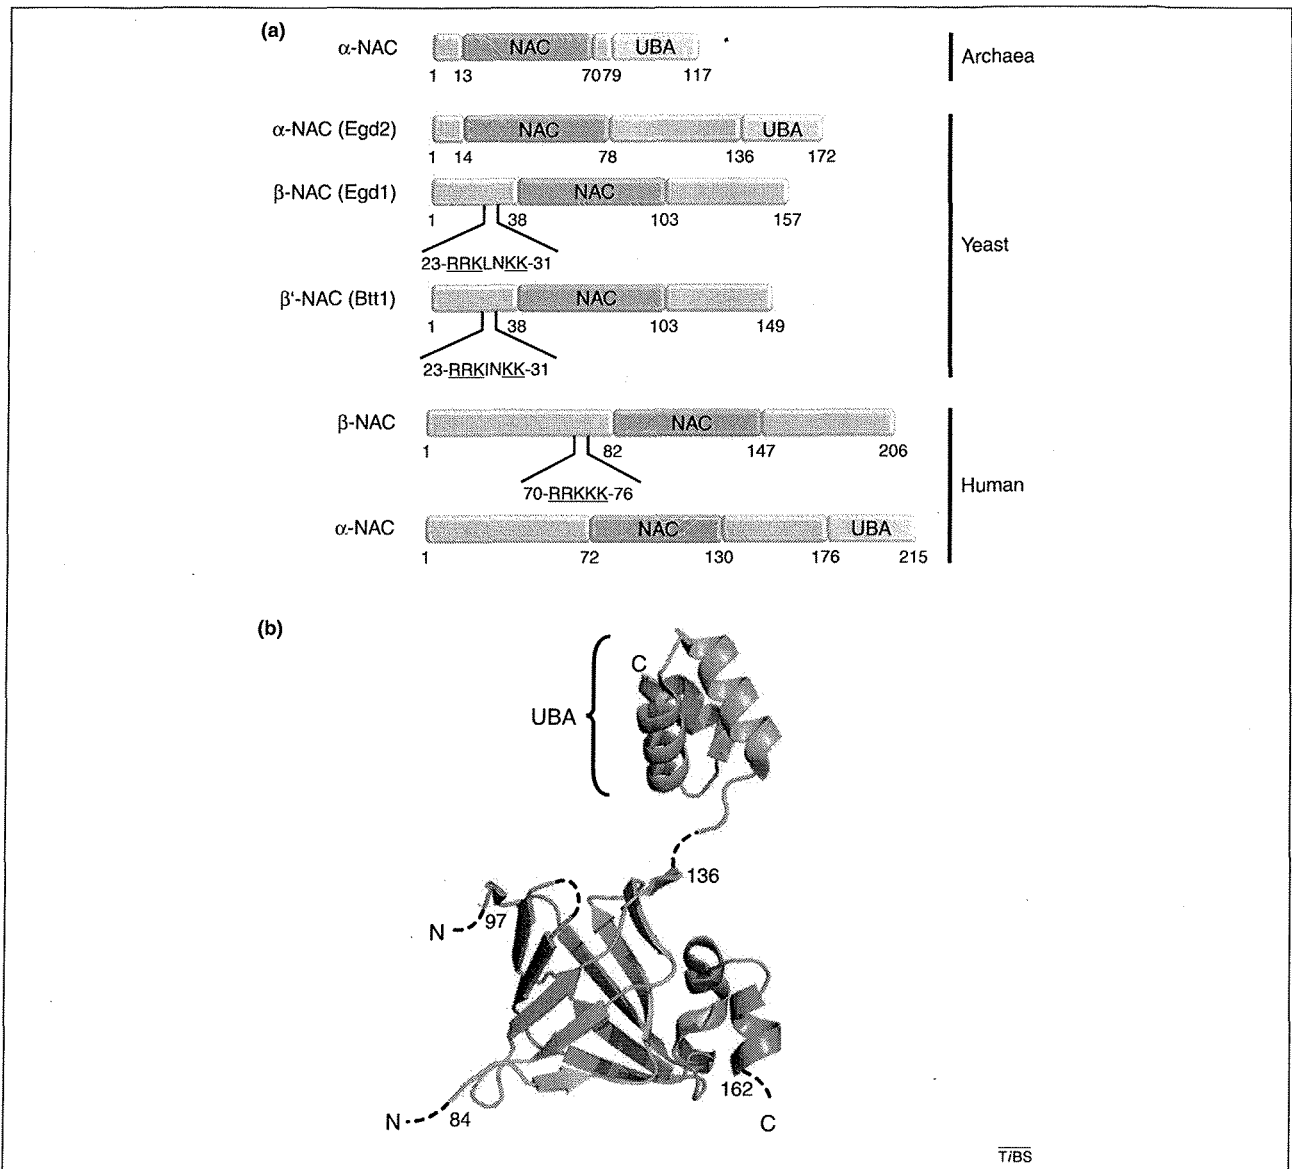 (a)
α-NAC NAC UBA Archaea
1 13 70 79 117
α-NAC (Egd2) NAC UBA
1 14 78 136 172
β-NAC (Egd1) NAC
1 38 103 157
Yeast
23-RRKLNKK-31
β'-NAC (Btt1) NAC
1 38 103 149
23-RRKINKK-31
β-NAC NAC
1 82 147 206
70-RRKKK-76
Human
α-NAC NAC UBA
1 72 130 176 215
(b)
C
UBA
136
97
N
162
N 84 C
TiBS